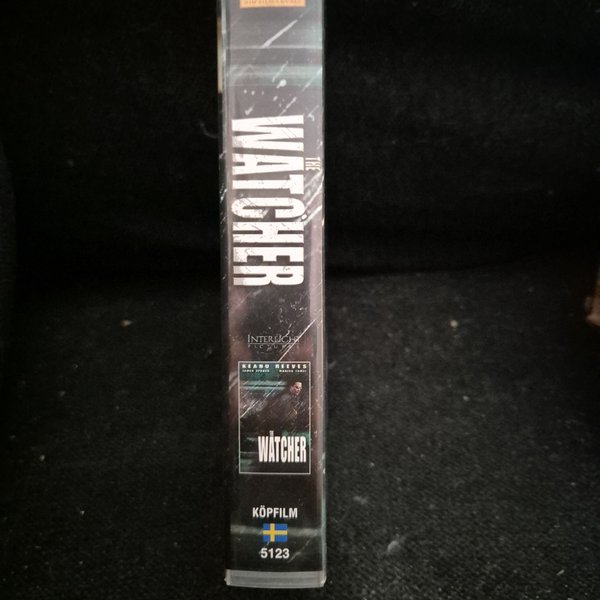 THE
WATCHER
INTERLIGHT
PICTURES
KEANU REEVES
JAMES SPADER MARISA TOMEI
THE
WATCHER
KÖPFILM
5123